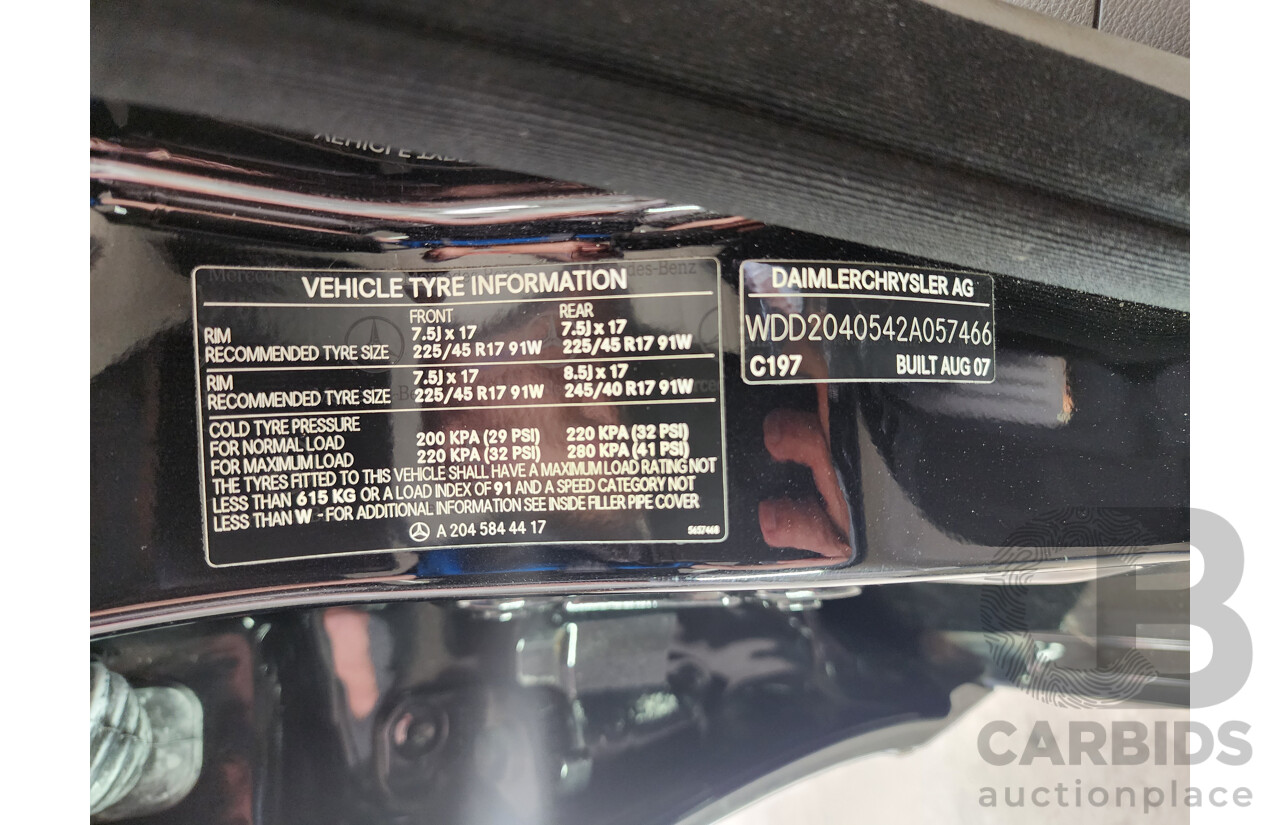 VEHICLE TYRE INFORMATION
FRONT REAR
RIM 7.5J x 17 7.5J x 17
RECOMMENDED TYRE SIZE 225/45 R17 91W 225/45 R17 91W
RIM 7.5J x 17 8.5J x 17
RECOMMENDED TYRE SIZE 225/45 R17 91W 245/40 R17 91W
COLD TYRE PRESSURE
FOR NORMAL LOAD 200 KPA (29 PSI) 220 KPA (32 PSI)
FOR MAXIMUM LOAD 220 KPA (32 PSI) 280 KPA (41 PSI)
THE TYRES FITTED TO THIS VEHICLE SHALL HAVE A MAXIMUM LOAD RATING NOT
LESS THAN 615 KG OR A LOAD INDEX OF 91 AND A SPEED CATEGORY NOT
LESS THAN W - FOR ADDITIONAL INFORMATION SEE INSIDE FILLER PIPE COVER
A 204 584 44 17
5657468
DAIMLERCHRYSLER AG
WDD2040542A057466
C197 BUILT AUG 07
CB
CARBIDS
auctionplace